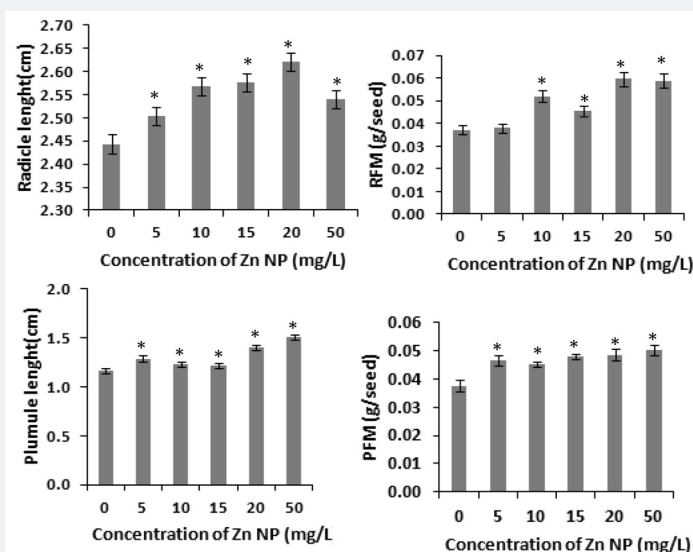 Radicle lenght(cm)
2.70
2.65
2.60
2.55
2.50
2.45
2.40
2.35
2.30
* * * * *
0 5 10 15 20 50
Concentration of Zn NP (mg/L)
RFM (g/seed)
0.07
0.06
0.05
0.04
0.03
0.02
0.01
0.00
* * * *
0 5 10 15 20 50
Concentration of Zn NP (mg/L)
Plumule lenght(cm)
2.0
1.5
1.0
0.5
0.0
* * * * *
0 5 10 15 20 50
Concentration of Zn NP (mg/L
PFM (g/seed)
0.06
0.05
0.04
0.03
0.02
0.01
0.00
* * * * *
0 5 10 15 20 50
Concentration of Zn NP (mg/L)